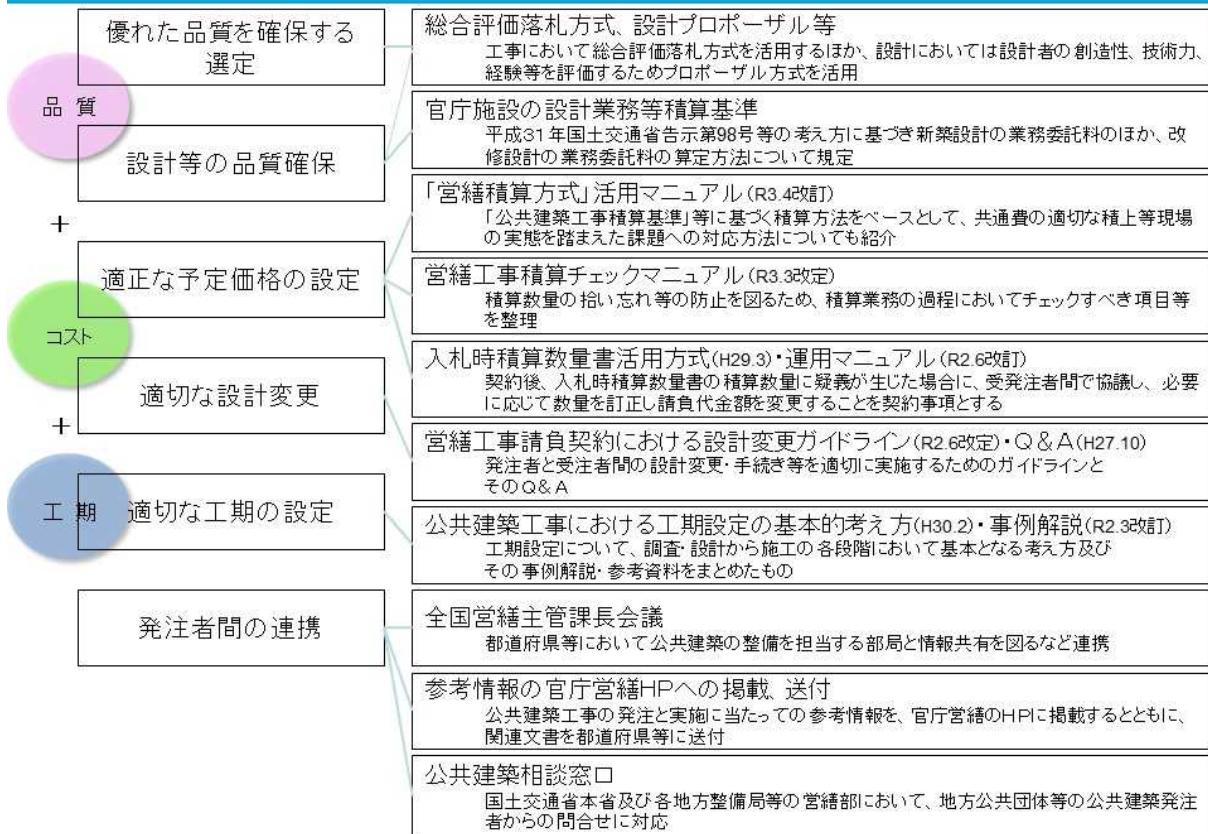 優れた品質を確保する
選定
総合評価落札方式、設計プロポーザル等
工事において総合評価落札方式を活用するほか、設計においては設計者の創造性、技術力、
経験等を評価するためプロポーザル方式を活用
品 質
設計等の品質確保
官庁施設の設計業務等積算基準
平成31年国土交通省告示第98号等の考え方に基づき新築設計の業務委託料のほか、改
修設計の業務委託料の算定方法について規定
+
適正な予定価格の設定
「営繕積算方式」活用マニュアル(R3.4改訂)
「公共建築工事積算基準」等に基づく積算方法をベースとして、共通費の適切な積上等現場
の実態を踏まえた課題への対応方法についても紹介
営繕工事積算チェックマニュアル(R3.3改定)
積算数量の拾い忘れ等の防止を図るため、積算業務の過程においてチェックすべき項目等
を整理
コスト
適切な設計変更
入札時積算数量書活用方式(H29.3)・運用マニュアル(R2.6改訂)
契約後、入札時積算数量書の積算数量に疑義が生じた場合に、受発注者間で協議し、必要
に応じて数量を訂正し請負代金額を変更することを契約事項とする
+
営繕工事請負契約における設計変更ガイドライン(R2.6改定)・Q&A(H27.10)
発注者と受注者間の設計変更・手続き等を適切に実施するためのガイドラインと
そのQ&A
工 期
適切な工期の設定
公共建築工事における工期設定の基本的考え方(H30.2)・事例解説(R2.3改訂)
工期設定について、調査・設計から施工の各段階において基本となる考え方及び
その事例解説・参考資料をまとめたもの
発注者間の連携
全国営繕主管課長会議
都道府県等において公共建築の整備を担当する部局と情報共有を図るなど連携
参考情報の官庁営繕HPへの掲載、送付
公共建築工事の発注と実施に当たっての参考情報を、官庁営繕のHPに掲載するとともに、
関連文書を都道府県等に送付
公共建築相談窓口
国土交通省本省及び各地方整備局等の営繕部において、地方公共団体等の公共建築発注
者からの問合せに対応